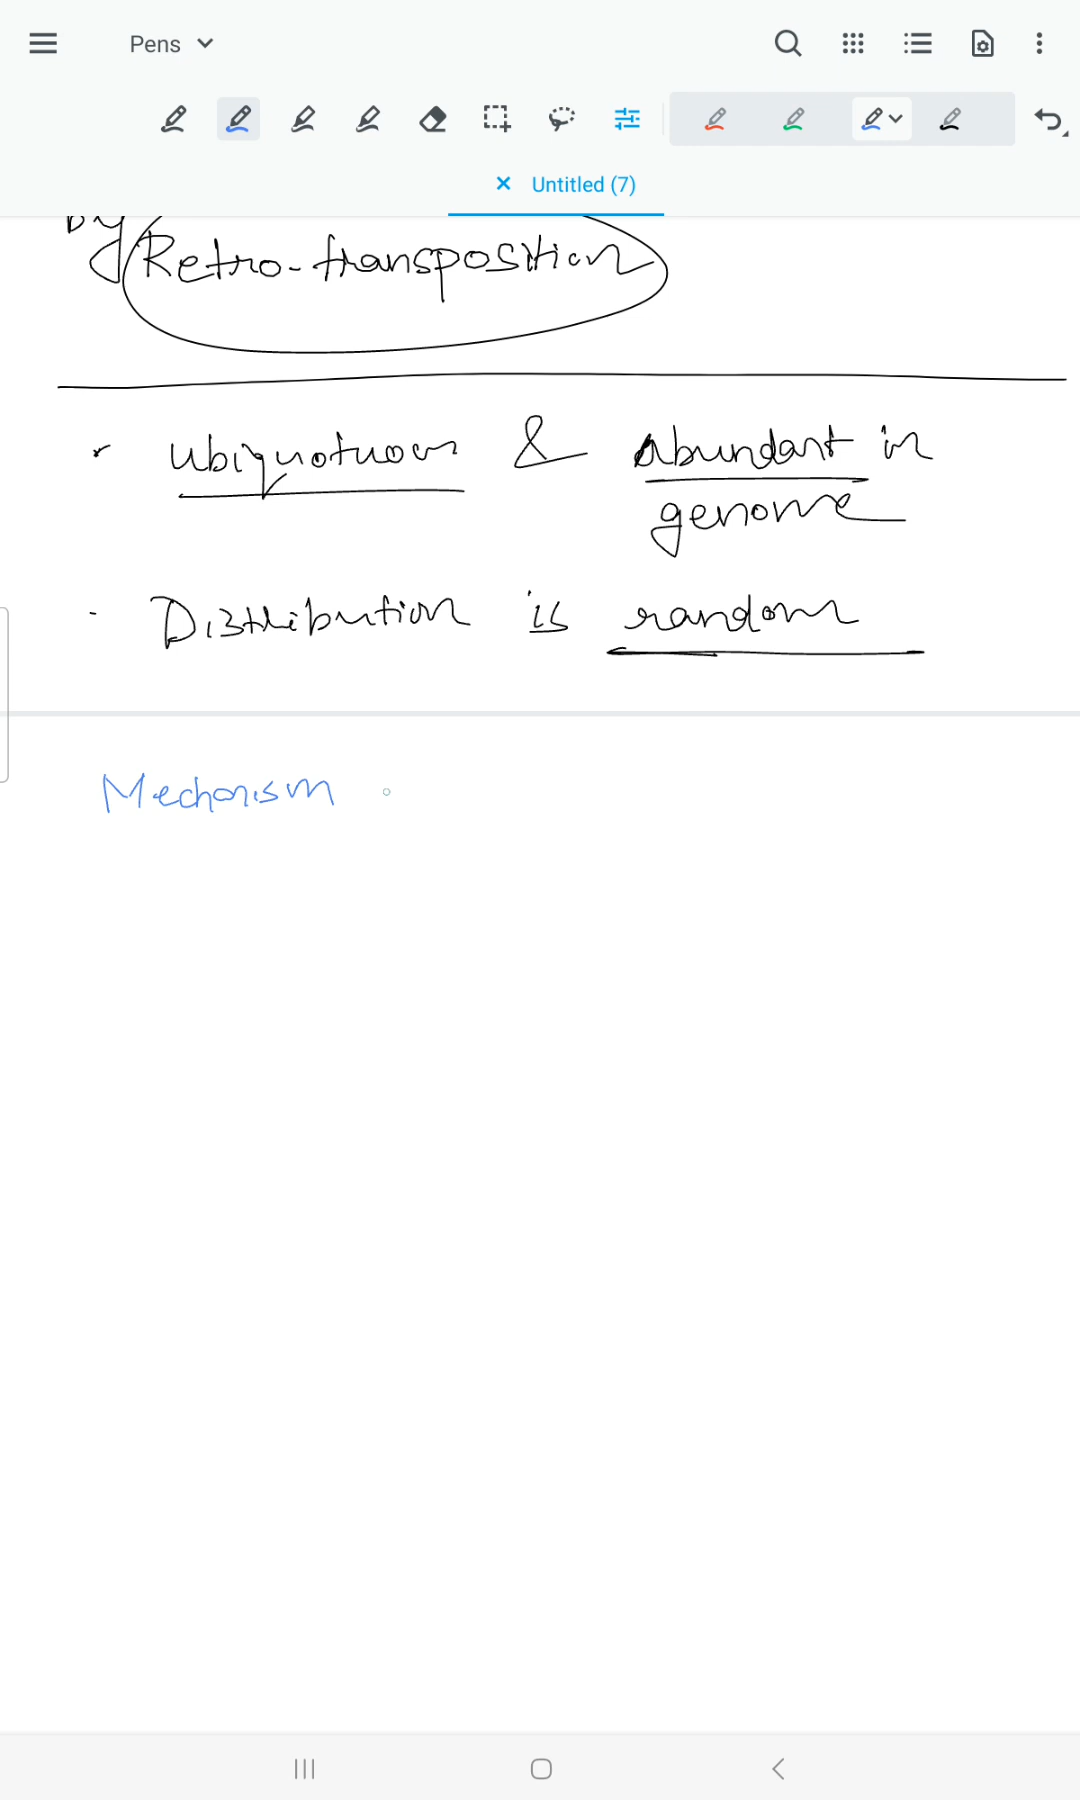 Pens
Untitled (7)
by Retro-transposition
Ubiquotuous & Abundant in
genome
Distribution is random
Mechanism